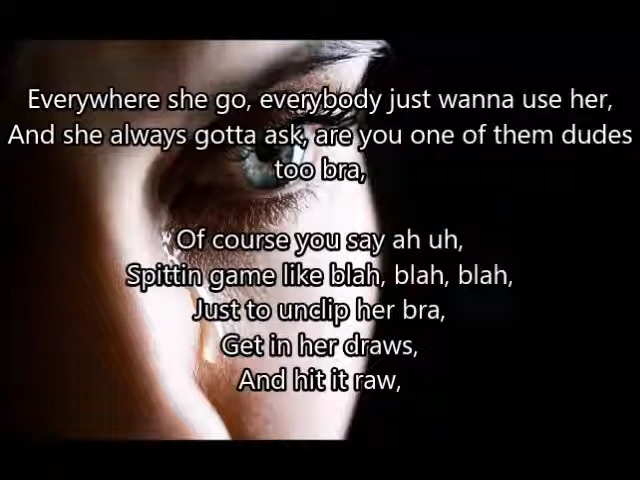 Everywhere she go, everybody just wanna use her,
And she always gotta ask, are you one of them dudes
too bra,
Of course you say ah uh,
Spittin game like blah, blah, blah,
Just to unclip her bra,
Get in her draws,
And hit it raw,